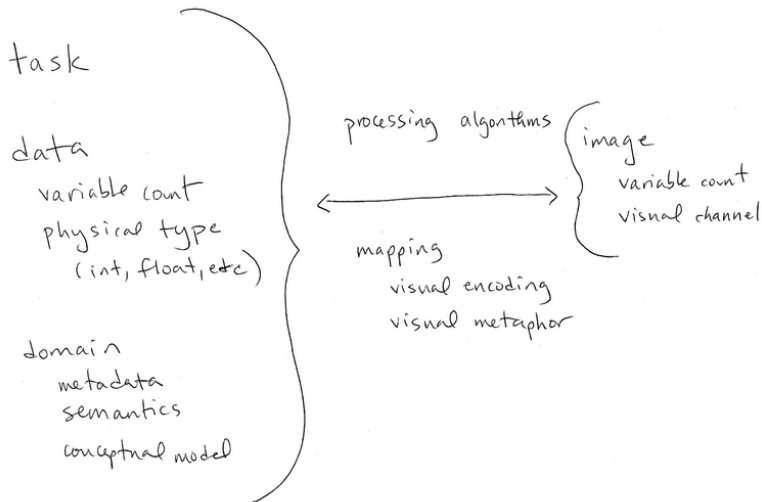 task
data
variable count
physical type
(int, float, etc)
domain
metadata
semantics
conceptual model
processing algorithms
mapping
visual encoding
visual metaphor
image
variable count
visual channel